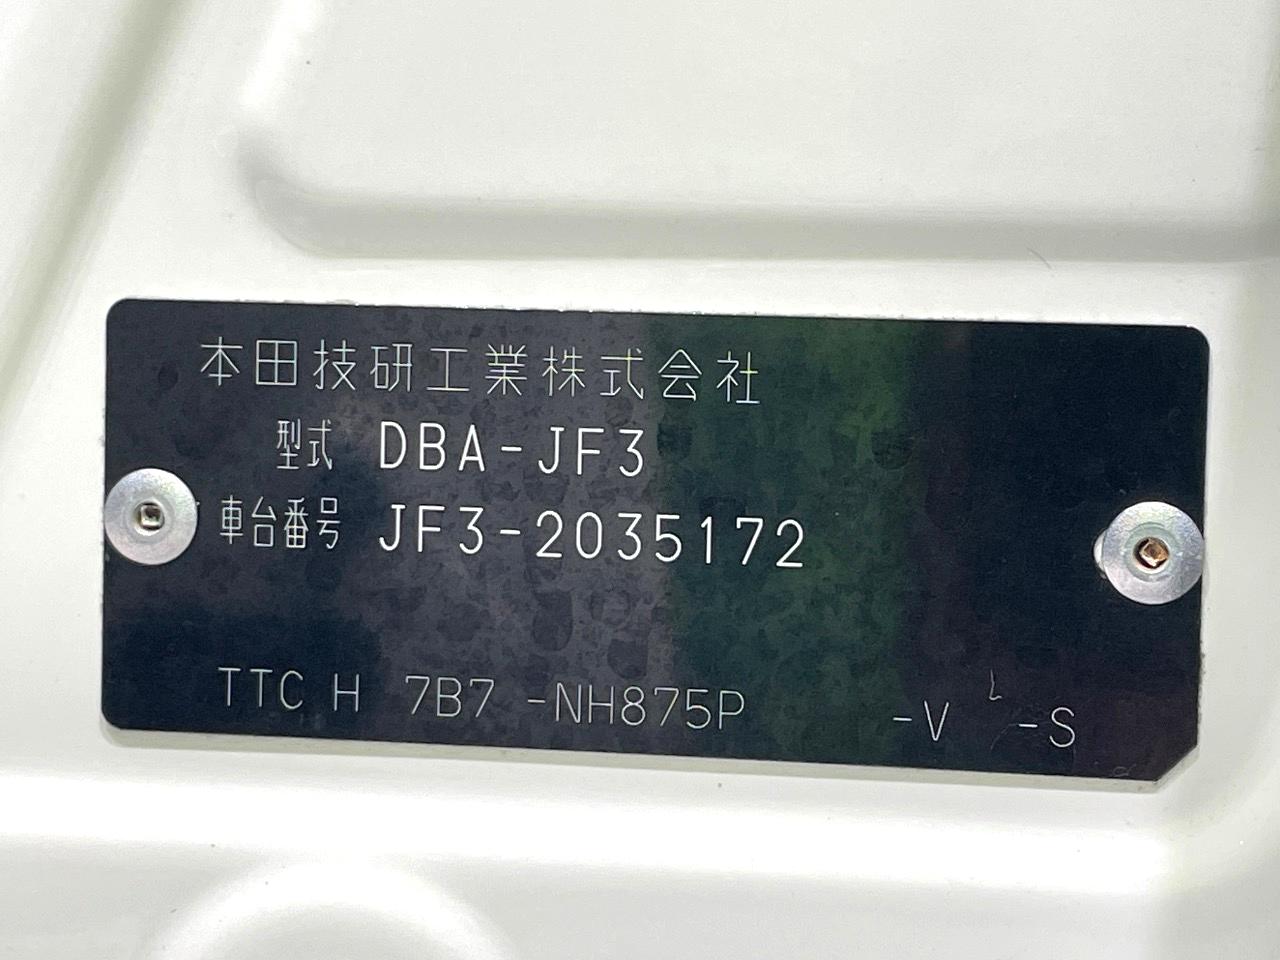 本田技研工業株式会社
型式 DBA-JF3
車台番号 JF3-2035172
TTC H 7B7 -NH875P -V -S